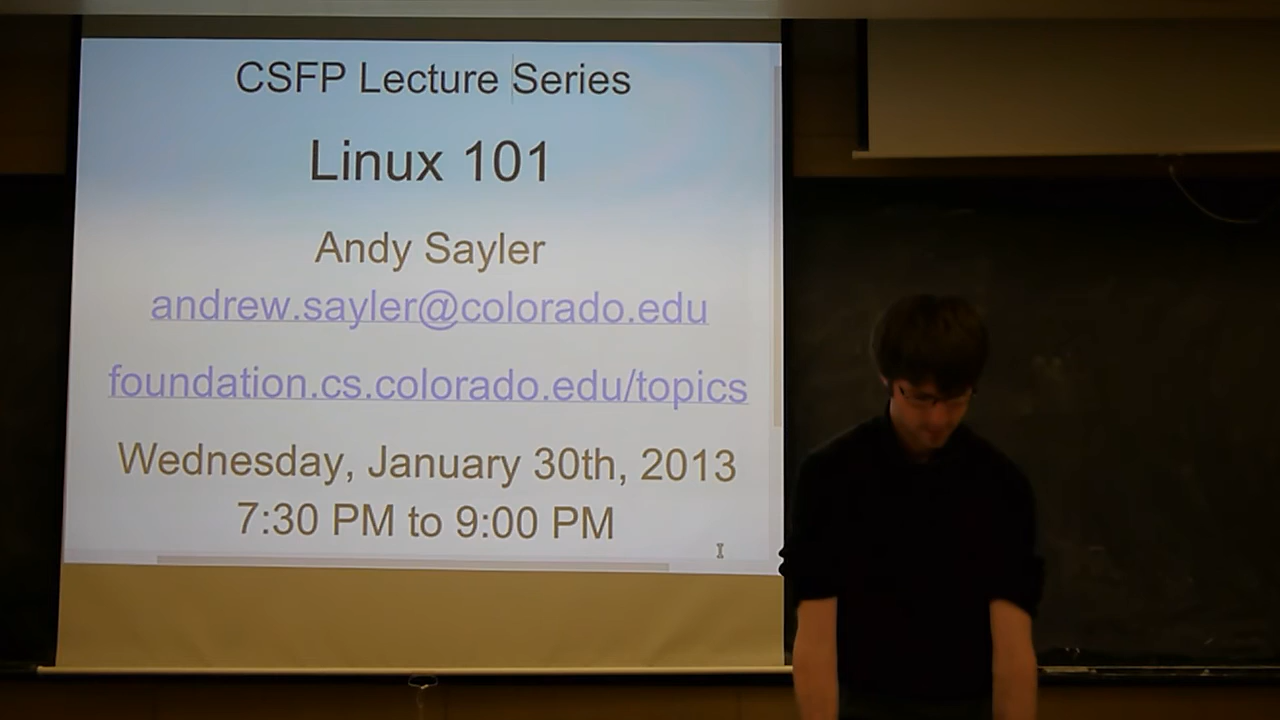 CSFP Lecture Series
Linux 101
Andy Sayler
andrew.sayler@colorado.edu
foundation.cs.colorado.edu/topics
Wednesday, January 30th, 2013
7:30 PM to 9:00 PM